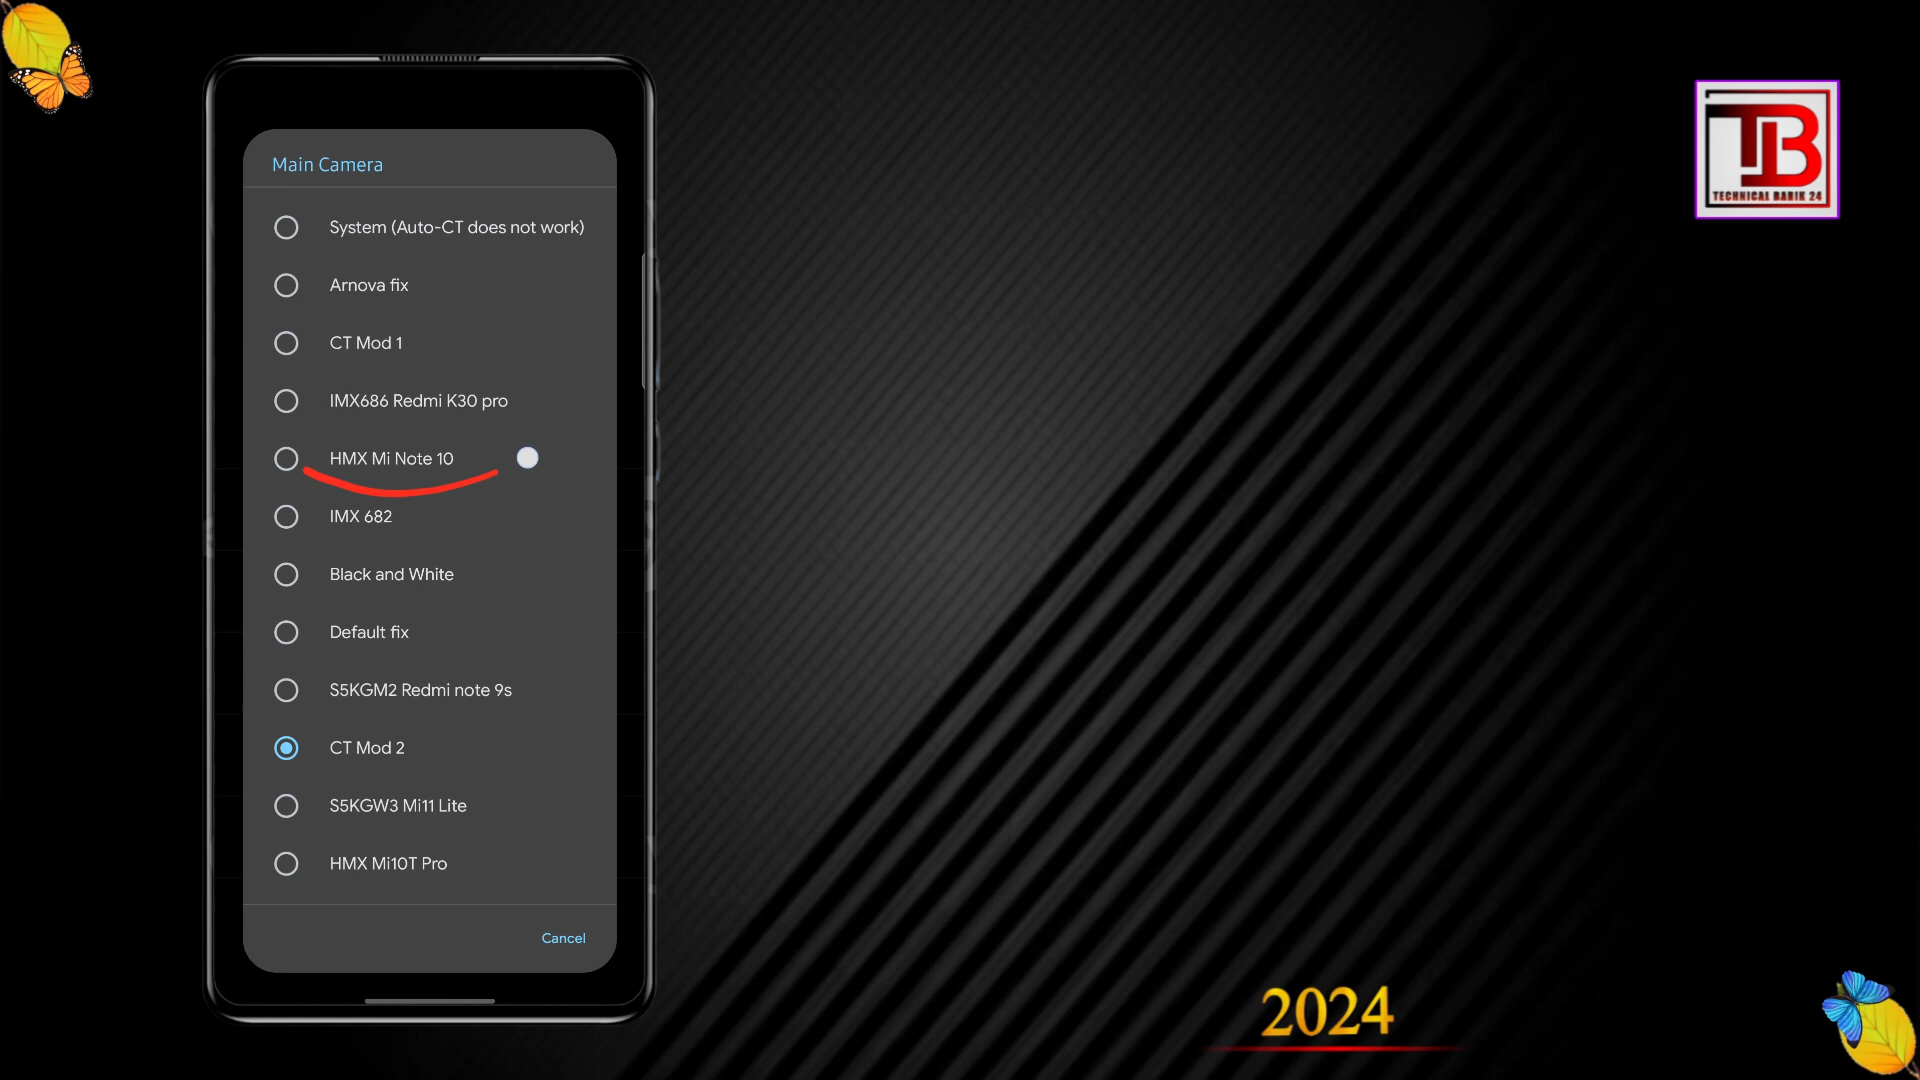 Main Camera
System (Auto-CT does not work)
Arnova fix
CT Mod 1
IMX686 Redmi K30 pro
HMX Mi Note 10
IMX 682
Black and White
Default fix
S5KGM2 Redmi note 9s
CT Mod 2
S5KGW3 Mi11 Lite
HMX Mi10T Pro
Cancel
TB
TECHNICAL BABIK 24
2024